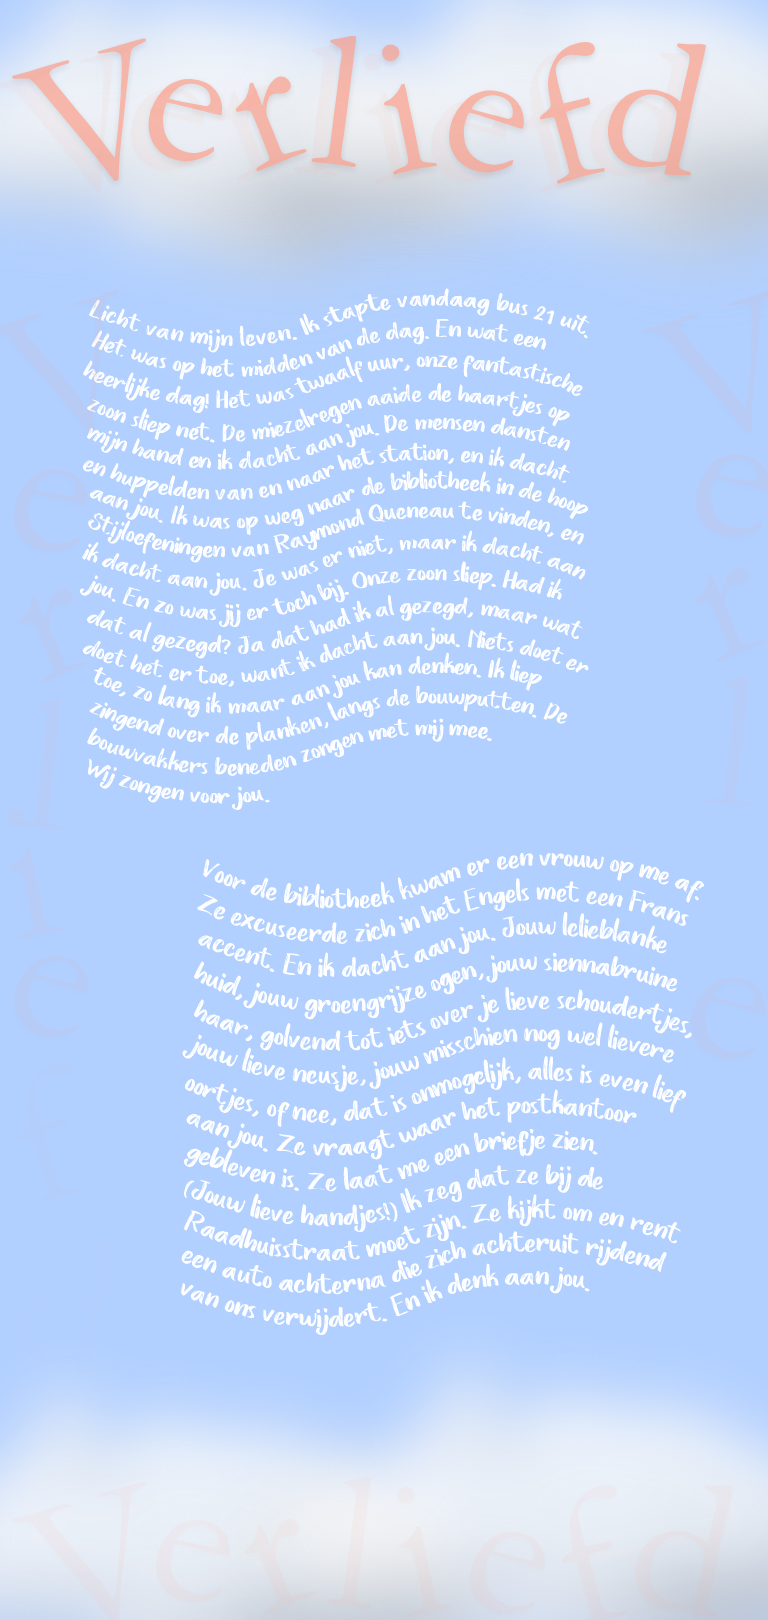 Verliefd
Licht van mijn leven. Ik stapte vandaag bus 21 uit.
Het was op het midden van de dag. En wat een
heerlijke dag! Het was twaalf uur, onze fantastische
zoon sliep net. De miezelregen aaide de haartjes op
mijn hand en ik dacht aan jou. De mensen dansten
en huppelden van en naar het station, en ik dacht
aan jou. Ik was op weg naar de bibliotheek in de hoop
Stijloefeningen van Raymond Queneau te vinden, en
ik dacht aan jou. Je was er niet, maar ik dacht aan
jou. En zo was jij er toch bij. Onze zoon sliep. Had ik
dat al gezegd? Ja dat had ik al gezegd, maar wat
doet het er toe, want ik dacht aan jou. Niets doet er
toe, zo lang ik maar aan jou kan denken. Ik liep
zingend over de planken, langs de bouwputten. De
bouwvakkers beneden zongen met mij mee.
Wij zongen voor jou.
Voor de bibliotheek kwam er een vrouw op me af.
Ze excuseerde zich in het Engels met een Frans
accent. En ik dacht aan jou. Jouw lelieblanke
huid, jouw groengrijze ogen, jouw siennabruine
haar, golvend tot iets over je lieve schoudertjes,
jouw lieve neusje, jouw misschien nog wel lievere
oortjes, of nee, dat is onmogelijk, alles is even lief
aan jou. Ze vraagt waar het postkantoor
gebleven is. Ze laat me een briefje zien.
(Jouw lieve handjes!) Ik zeg dat ze bij de
Raadhuisstraat moet zijn. Ze kijkt om en rent
een auto achterna die zich achteruit rijdend
van ons verwijdert. En ik denk aan jou.
Verliefd